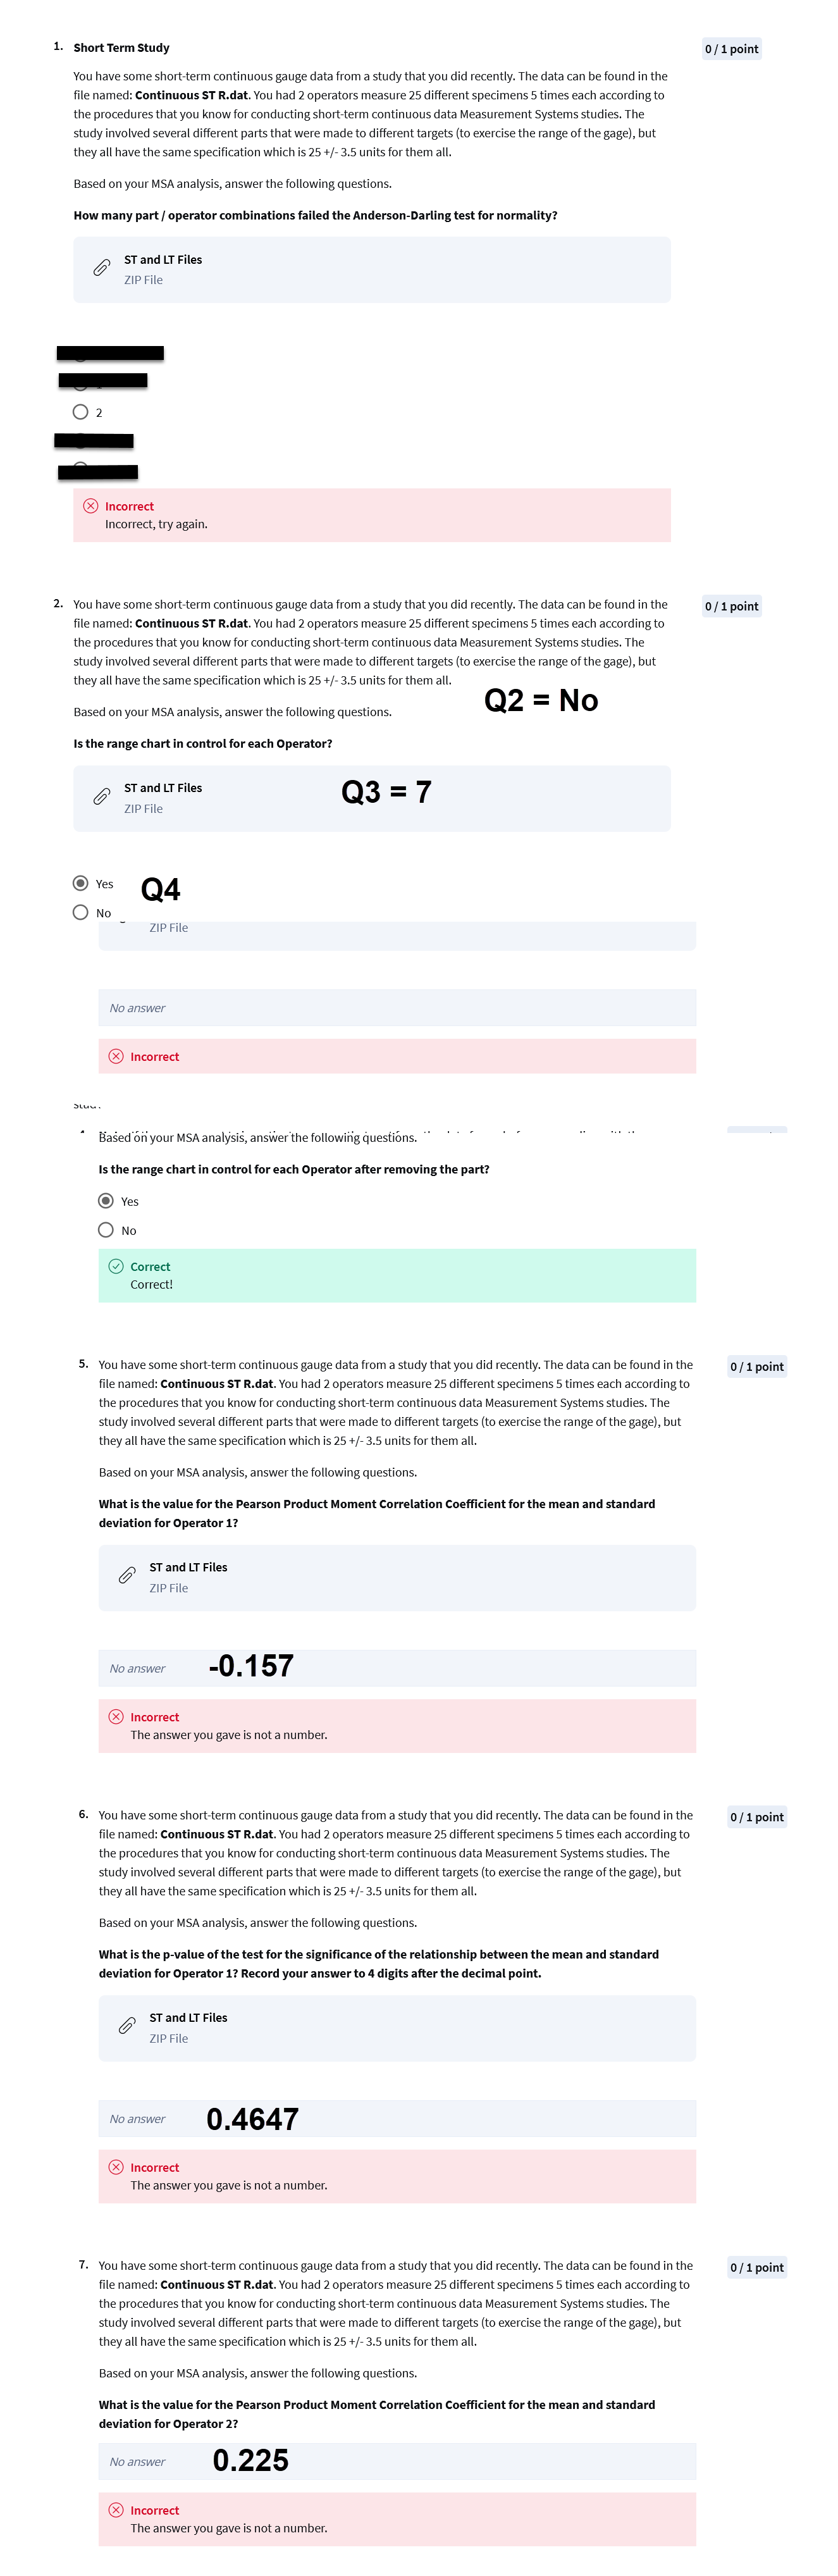 1. Short Term Study
0 / 1 point
You have some short-term continuous gauge data from a study that you did recently. The data can be found in the
file named: Continuous ST R.dat. You had 2 operators measure 25 different specimens 5 times each according to
the procedures that you know for conducting short-term continuous data Measurement Systems studies. The
study involved several different parts that were made to different targets (to exercise the range of the gage), but
they all have the same specification which is 25 +/- 3.5 units for them all.
Based on your MSA analysis, answer the following questions.
How many part / operator combinations failed the Anderson-Darling test for normality?
ST and LT Files
ZIP File
2
Incorrect
Incorrect, try again.
2. You have some short-term continuous gauge data from a study that you did recently. The data can be found in the
0 / 1 point
file named: Continuous ST R.dat. You had 2 operators measure 25 different specimens 5 times each according to
the procedures that you know for conducting short-term continuous data Measurement Systems studies. The
study involved several different parts that were made to different targets (to exercise the range of the gage), but
they all have the same specification which is 25 +/- 3.5 units for them all.
Q2 = No
Based on your MSA analysis, answer the following questions.
Is the range chart in control for each Operator?
ST and LT Files
Q3 = 7
ZIP File
Yes
Q4
No
ZIP File
No answer
Incorrect
Based on your MSA analysis, answer the following questions.
Is the range chart in control for each Operator after removing the part?
Yes
No
Correct
Correct!
5. You have some short-term continuous gauge data from a study that you did recently. The data can be found in the
0 / 1 point
file named: Continuous ST R.dat. You had 2 operators measure 25 different specimens 5 times each according to
the procedures that you know for conducting short-term continuous data Measurement Systems studies. The
study involved several different parts that were made to different targets (to exercise the range of the gage), but
they all have the same specification which is 25 +/- 3.5 units for them all.
Based on your MSA analysis, answer the following questions.
What is the value for the Pearson Product Moment Correlation Coefficient for the mean and standard
deviation for Operator 1?
ST and LT Files
ZIP File
No answer -0.157
Incorrect
The answer you gave is not a number.
6. You have some short-term continuous gauge data from a study that you did recently. The data can be found in the
0 / 1 point
file named: Continuous ST R.dat. You had 2 operators measure 25 different specimens 5 times each according to
the procedures that you know for conducting short-term continuous data Measurement Systems studies. The
study involved several different parts that were made to different targets (to exercise the range of the gage), but
they all have the same specification which is 25 +/- 3.5 units for them all.
Based on your MSA analysis, answer the following questions.
What is the p-value of the test for the significance of the relationship between the mean and standard
deviation for Operator 1? Record your answer to 4 digits after the decimal point.
ST and LT Files
ZIP File
No answer 0.4647
Incorrect
The answer you gave is not a number.
7. You have some short-term continuous gauge data from a study that you did recently. The data can be found in the
0 / 1 point
file named: Continuous ST R.dat. You had 2 operators measure 25 different specimens 5 times each according to
the procedures that you know for conducting short-term continuous data Measurement Systems studies. The
study involved several different parts that were made to different targets (to exercise the range of the gage), but
they all have the same specification which is 25 +/- 3.5 units for them all.
Based on your MSA analysis, answer the following questions.
What is the value for the Pearson Product Moment Correlation Coefficient for the mean and standard
deviation for Operator 2?
No answer 0.225
Incorrect
The answer you gave is not a number.